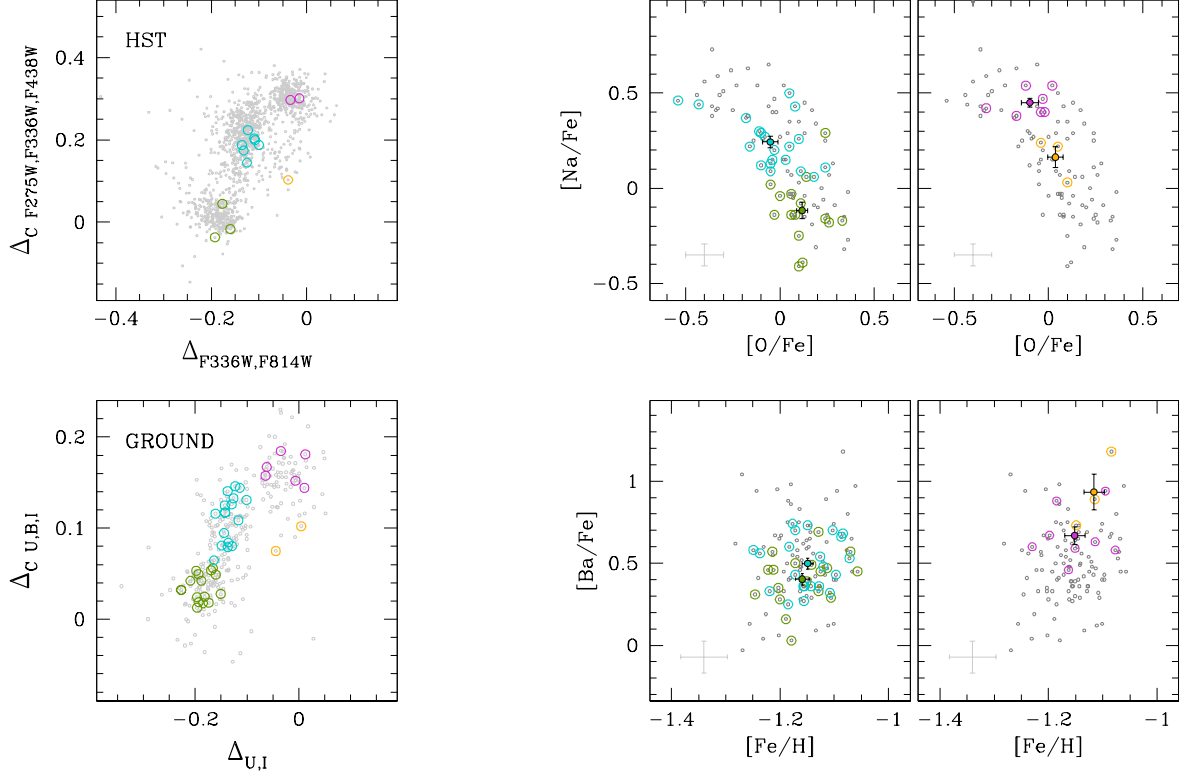 HST
0.4
0.2
0
−0.4
−0.2
0
Δ_C F275W,F336W,F438W
Δ_F336W,F814W
0.5
0
−0.5
[Na/Fe]
−0.5
0
0.5
[O/Fe]
−0.5
0
0.5
[O/Fe]
GROUND
0.2
0.1
0
−0.2
0
Δ_C U,B,I
Δ_U,I
1
0.5
0
[Ba/Fe]
−1.4
−1.2
−1
[Fe/H]
−1.4
−1.2
−1
[Fe/H]